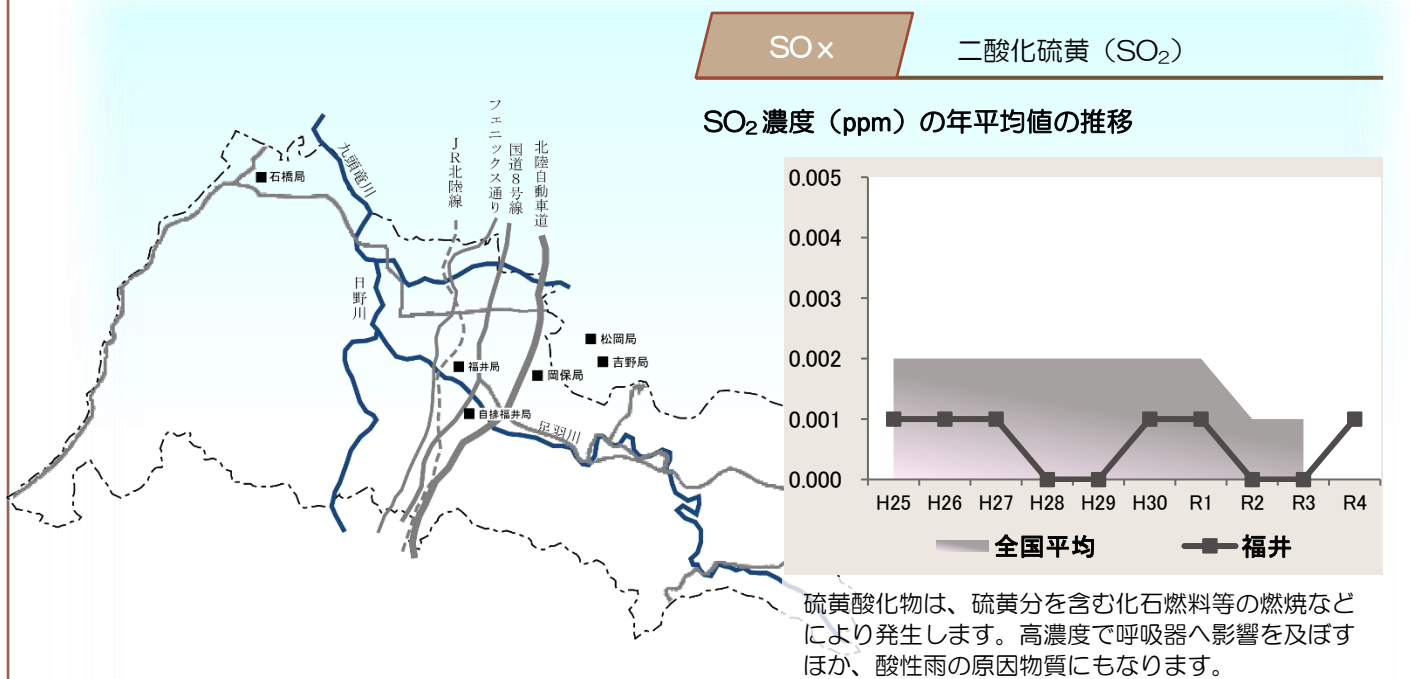 SOx
二酸化硫黄（SO₂）
SO₂濃度（ppm）の年平均値の推移
フェニックス通り
国道8号線
北陸自動車道
JR北陸線
九頭竜川
石橋局
日野川
松岡局
吉野局
福井局
岡保局
自排福井局
足羽川
0.005
0.004
0.003
0.002
0.001
0.000
H25 H26 H27 H28 H29 H30 R1 R2 R3 R4
全国平均 福井
硫黄酸化物は、硫黄分を含む化石燃料等の燃焼など
により発生します。高濃度で呼吸器へ影響を及ぼす
ほか、酸性雨の原因物質にもなります。